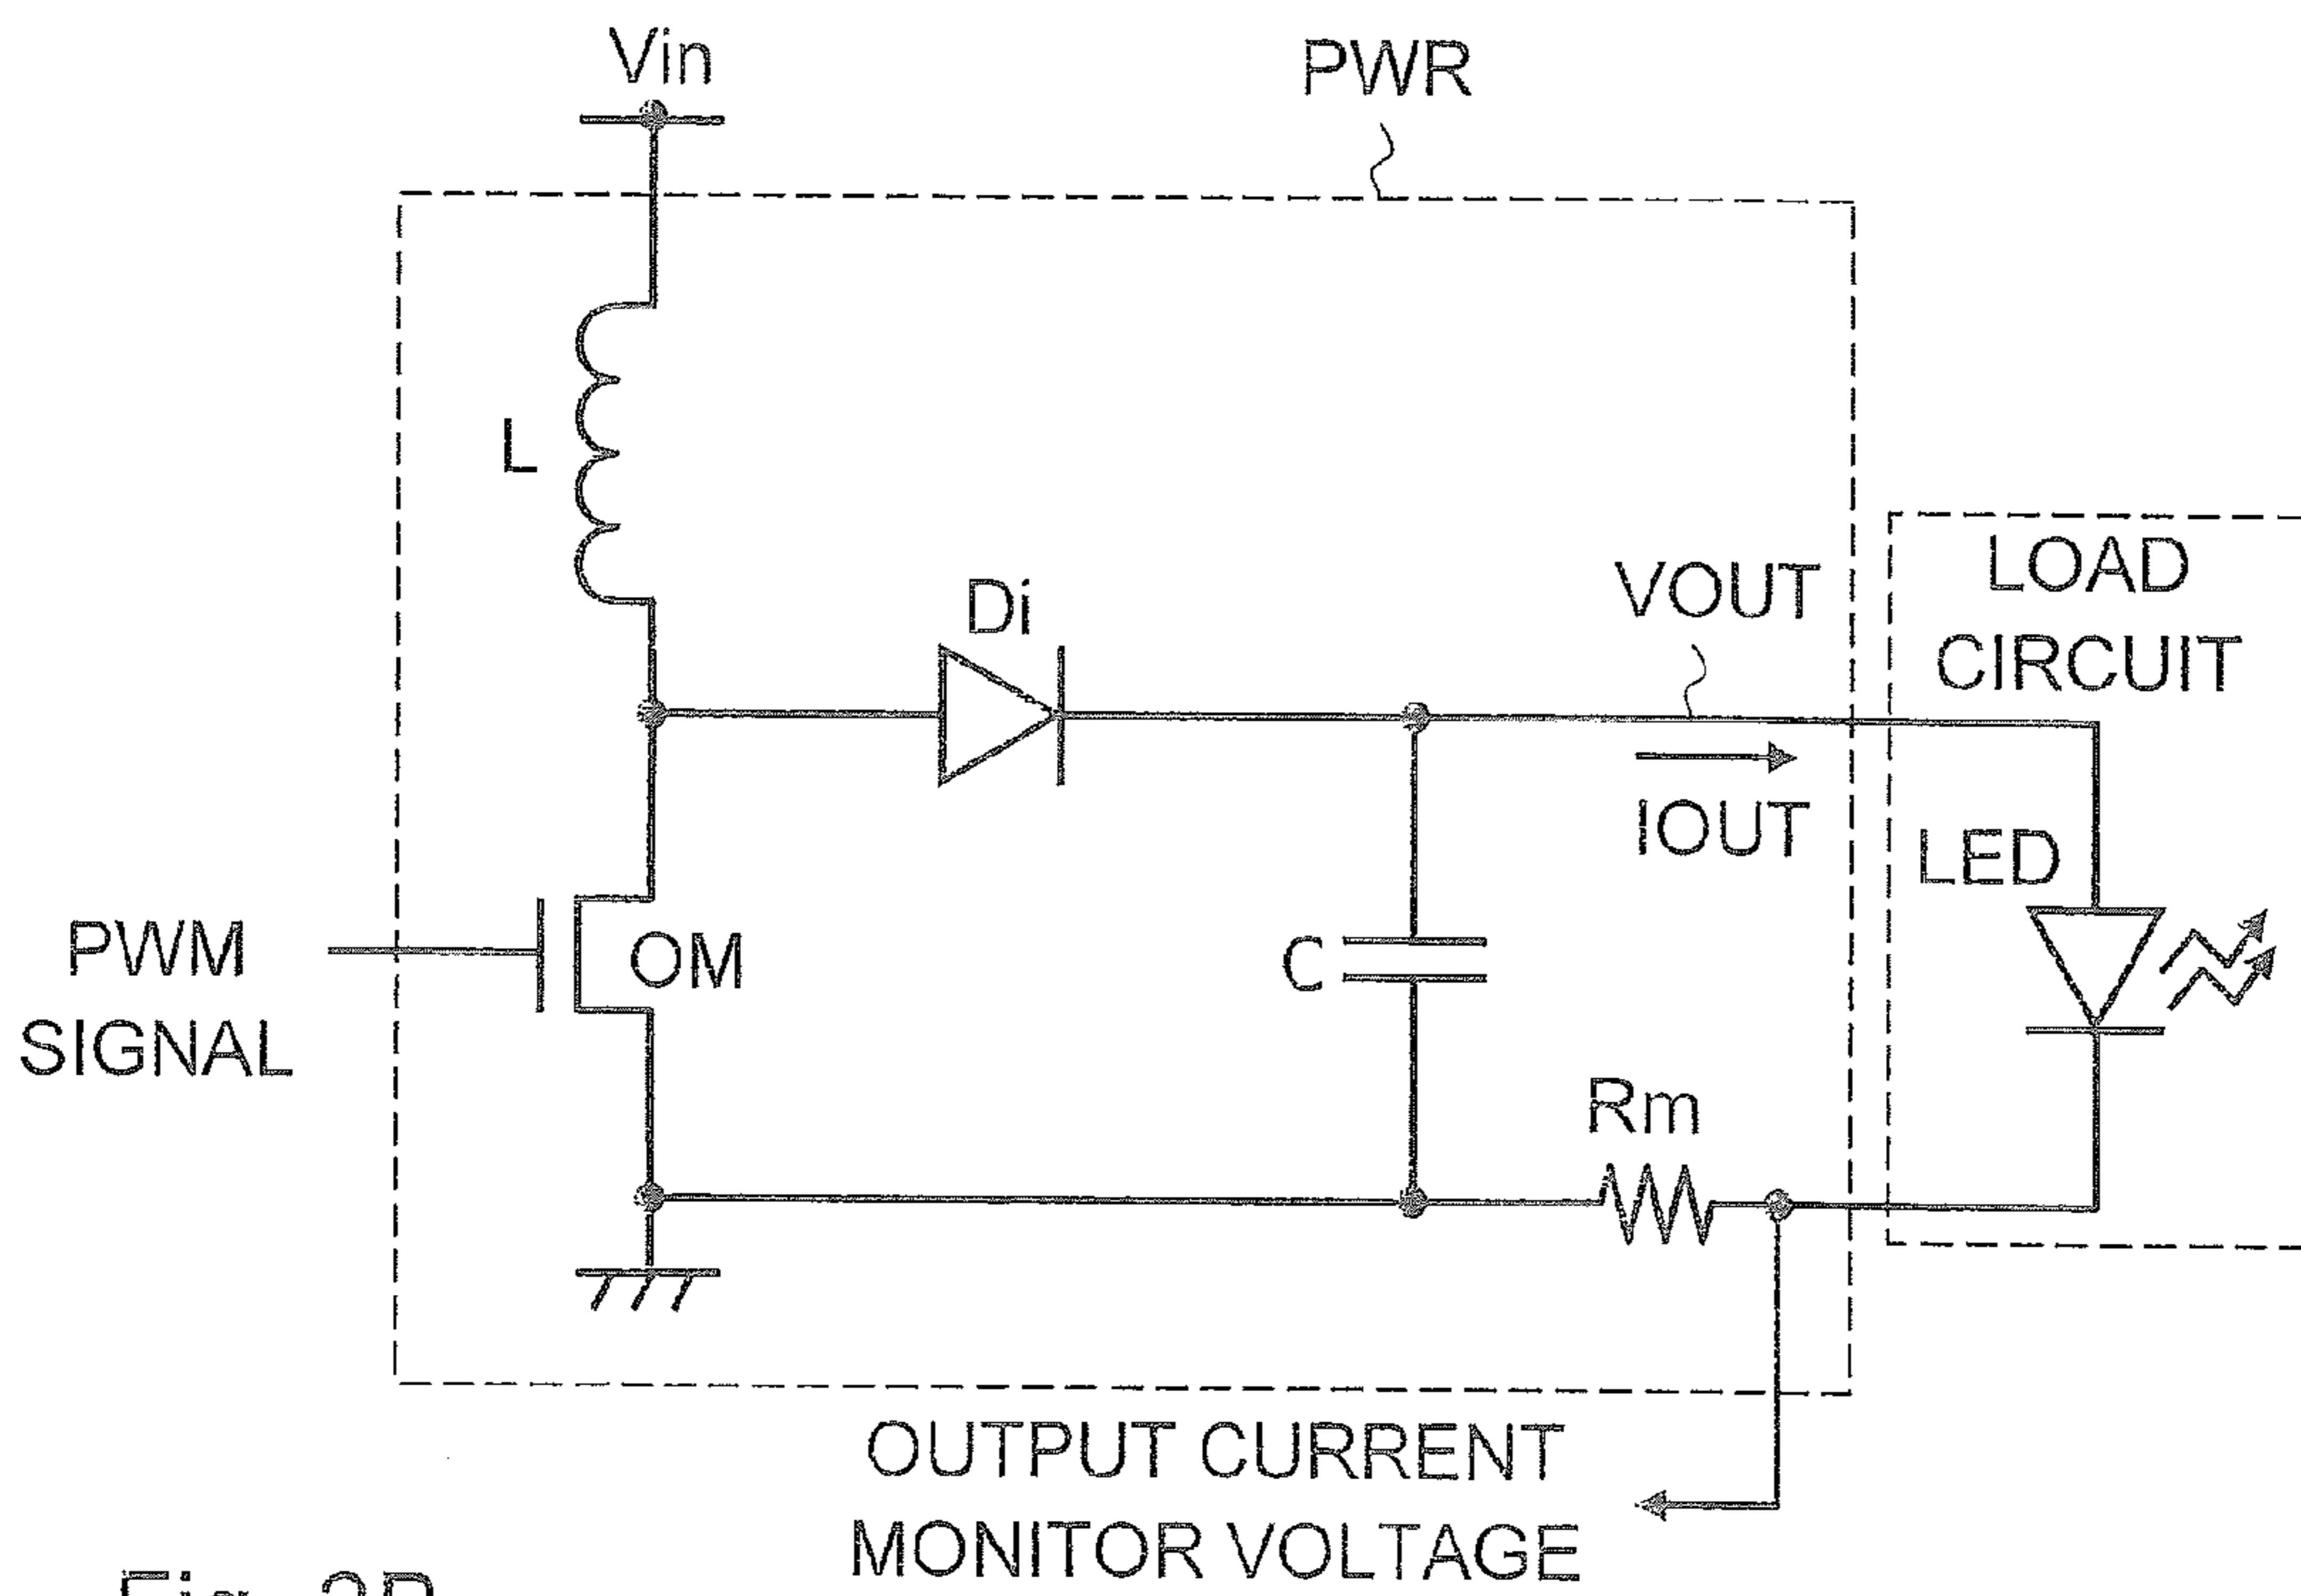 Vin
PWR
L
Di
VOUT
LOAD
CIRCUIT
IOUT
LED
PWM
SIGNAL
OM
C
Rm
OUTPUT CURRENT
MONITOR VOLTAGE